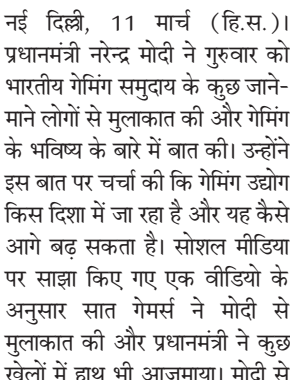 नई दिल्ली, 11 मार्च (हि.स.)।
प्रधानमंत्री नरेन्द्र मोदी ने गुरुवार को
भारतीय गेमिंग समुदाय के कुछ जाने-
माने लोगों से मुलाकात की और गेमिंग
के भविष्य के बारे में बात की। उन्होंने
इस बात पर चर्चा की कि गेमिंग उद्योग
किस दिशा में जा रहा है और यह कैसे
आगे बढ़ सकता है। सोशल मीडिया
पर साझा किए गए एक वीडियो के
अनुसार सात गेमर्स ने मोदी से
मुलाकात की और प्रधानमंत्री ने कुछ
खेलों में हाथ भी आजमाया। मोदी से